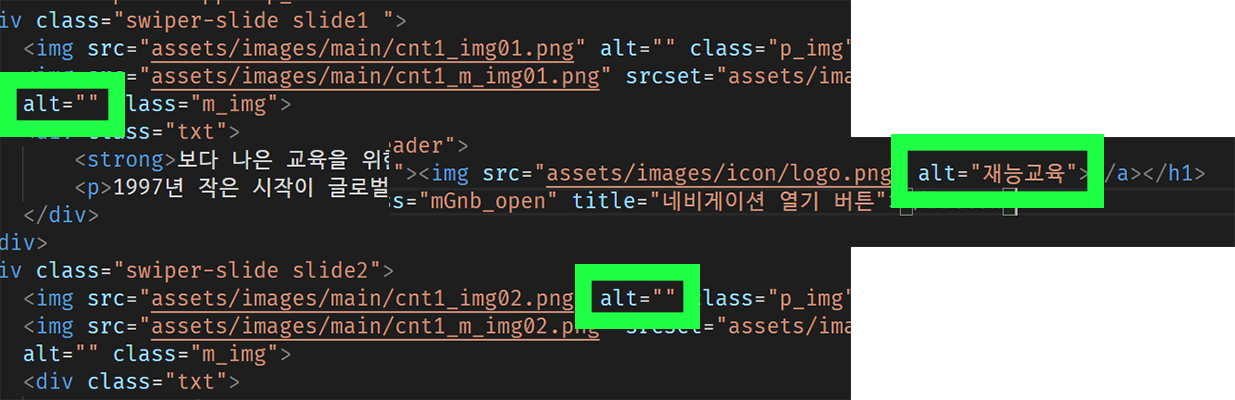 iv class="swiper-slide slide1 ">
<img src="assets/images/main/cnt1_img01.png" alt="" class="p_img"
<img src="assets/images/main/cnt1_m_img01.png" srcset="assets/ima
alt="" class="m_img">
<div class="txt">
<strong>보다 나은 교육을 위한
<p>1997년 작은 시작이 글로벌
</div>
div>
eader">
"><img src="assets/images/icon/logo.png alt="재능교육"></a></h1>
s="mGnb_open" title="네비게이션 열기 버튼">
iv class="swiper-slide slide2">
<img src="assets/images/main/cnt1_img02.png alt="" class="p_img"
<img src="assets/images/main/cnt1_m_img02.png" srcset="assets/ima
alt="" class="m_img">
<div class="txt">